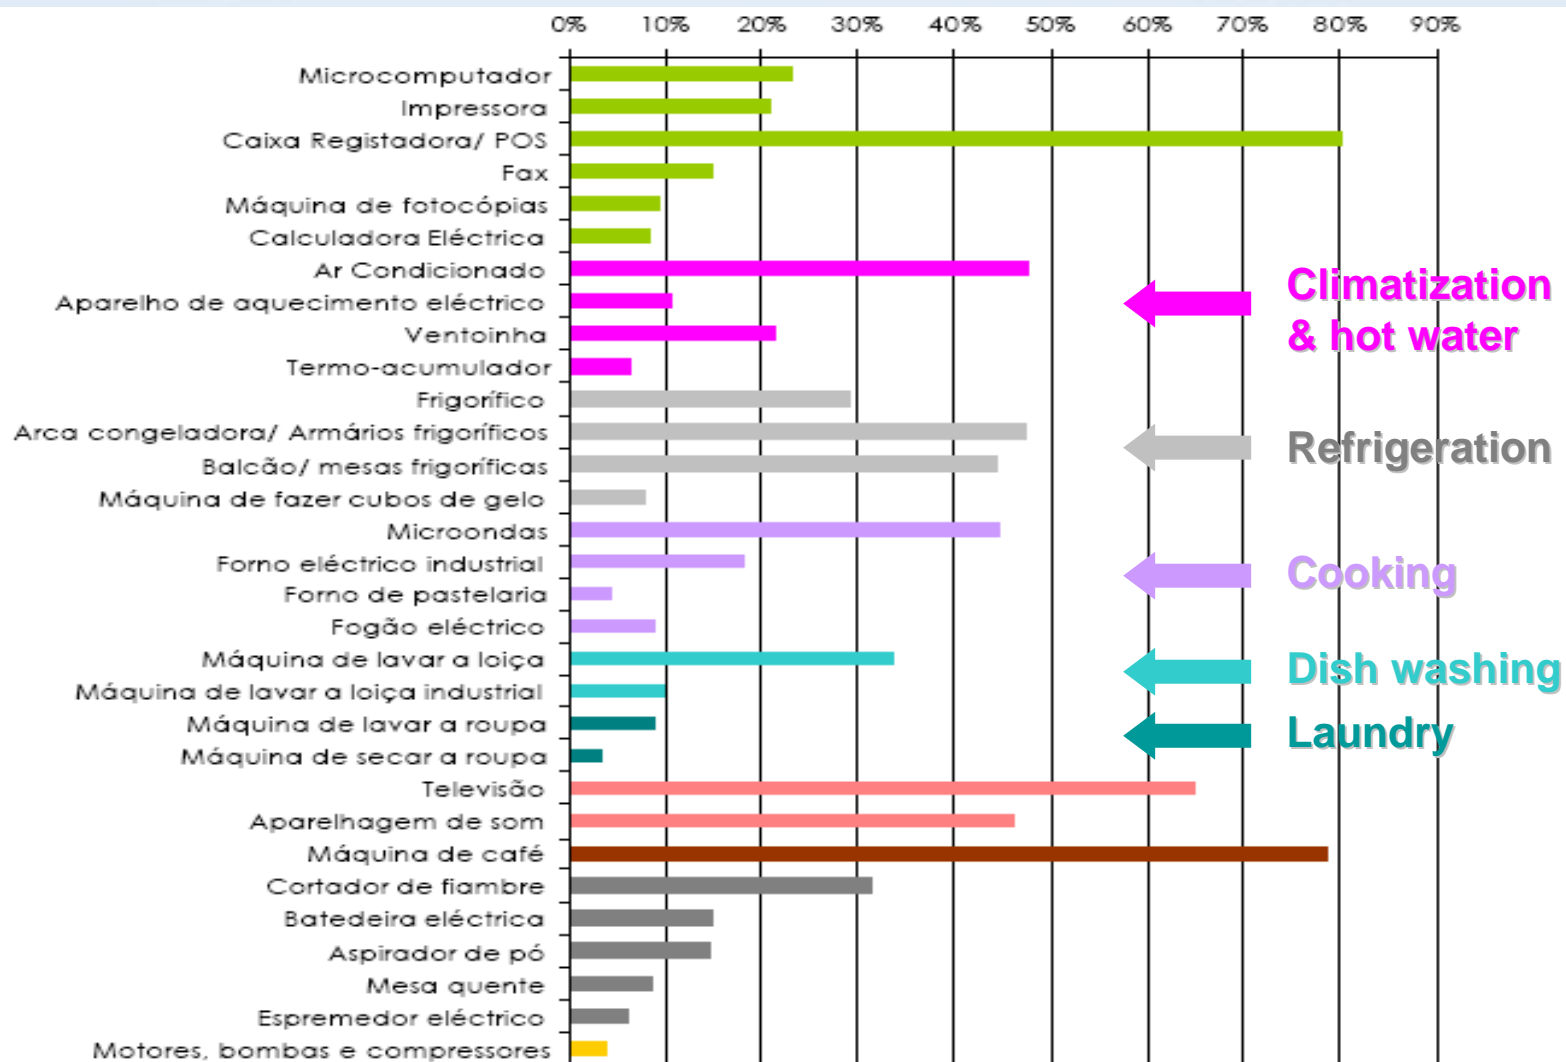 0% 10% 20% 30% 40% 50% 60% 70% 80% 90%
Microcomputador
Impressora
Caixa Registadora/ POS
Fax
Máquina de fotocópias
Calculadora Eléctrica
Ar Condicionado
Aparelho de aquecimento eléctrico
Ventoinha
Termo-acumulador
Frigorífico
Arca congeladora/ Armários frigoríficos
Balcão/ mesas frigoríficas
Máquina de fazer cubos de gelo
Microondas
Forno eléctrico industrial
Forno de pastelaria
Fogão eléctrico
Máquina de lavar a loiça
Máquina de lavar a loiça industrial
Máquina de lavar a roupa
Máquina de secar a roupa
Televisão
Aparelhagem de som
Máquina de café
Cortador de fiambre
Batedeira eléctrica
Aspirador de pó
Mesa quente
Espremedor eléctrico
Motores, bombas e compressores
Climatization
& hot water
Refrigeration
Cooking
Dish washing
Laundry